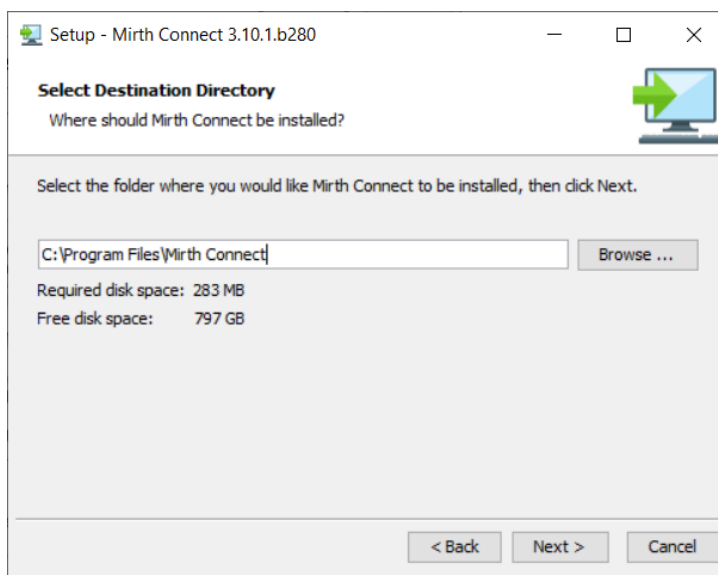 Setup - Mirth Connect 3.10.1.b280
Select Destination Directory
Where should Mirth Connect be installed?
Select the folder where you would like Mirth Connect to be installed, then click Next.
C:\Program Files\Mirth Connect
Browse ...
Required disk space: 283 MB
Free disk space: 797 GB
< Back
Next >
Cancel